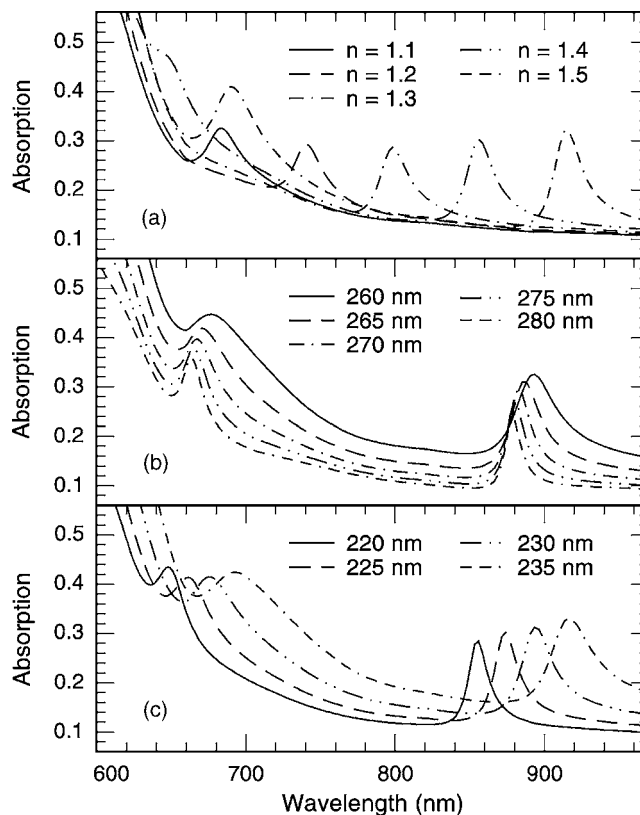 0.5
0.4
0.3
0.2
0.1
Absorption
n = 1.1
n = 1.2
n = 1.3
n = 1.4
n = 1.5
(a)
0.5
0.4
0.3
0.2
0.1
Absorption
260 nm
265 nm
270 nm
275 nm
280 nm
(b)
0.5
0.4
0.3
0.2
0.1
Absorption
220 nm
225 nm
230 nm
235 nm
(c)
600 700 800 900
Wavelength (nm)